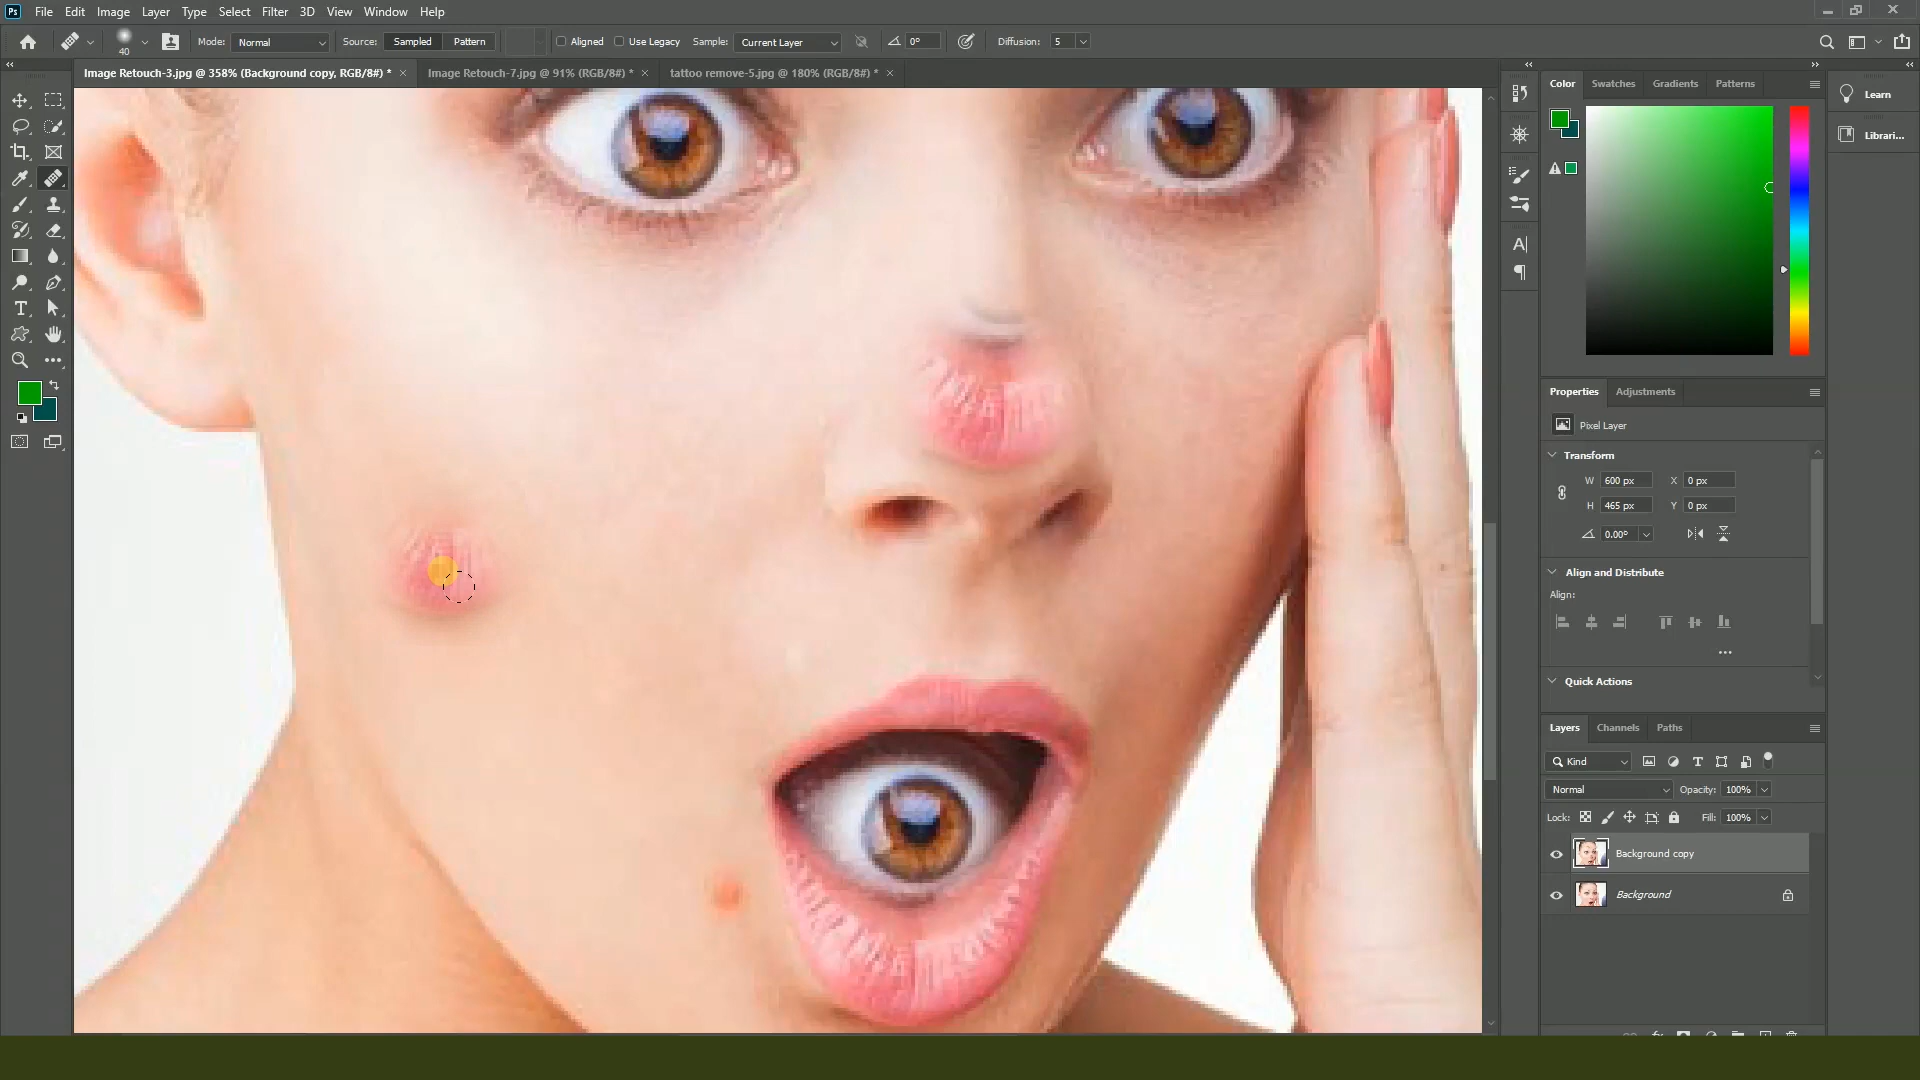 Ps File Edit Image Layer Type Select Filter 3D View Window Help
40 Mode: Normal Source: Sampled Pattern Aligned Use Legacy Sample: Current Layer 0° Diffusion: 5
Image Retouch-3.jpg @ 358% (Background copy, RGB/8#) * × Image Retouch-7.jpg @ 91% (RGB/8#) * × tattoo remove-5.jpg @ 180% (RGB/8#) * ×
Color Swatches Gradients Patterns
Learn
Librari...
Properties Adjustments
Pixel Layer
Transform
W 600 px X 0 px
H 465 px Y 0 px
0.00°
Align and Distribute
Align:
Quick Actions
Layers Channels Paths
Kind
Normal Opacity: 100%
Lock: Fill: 100%
Background copy
Background